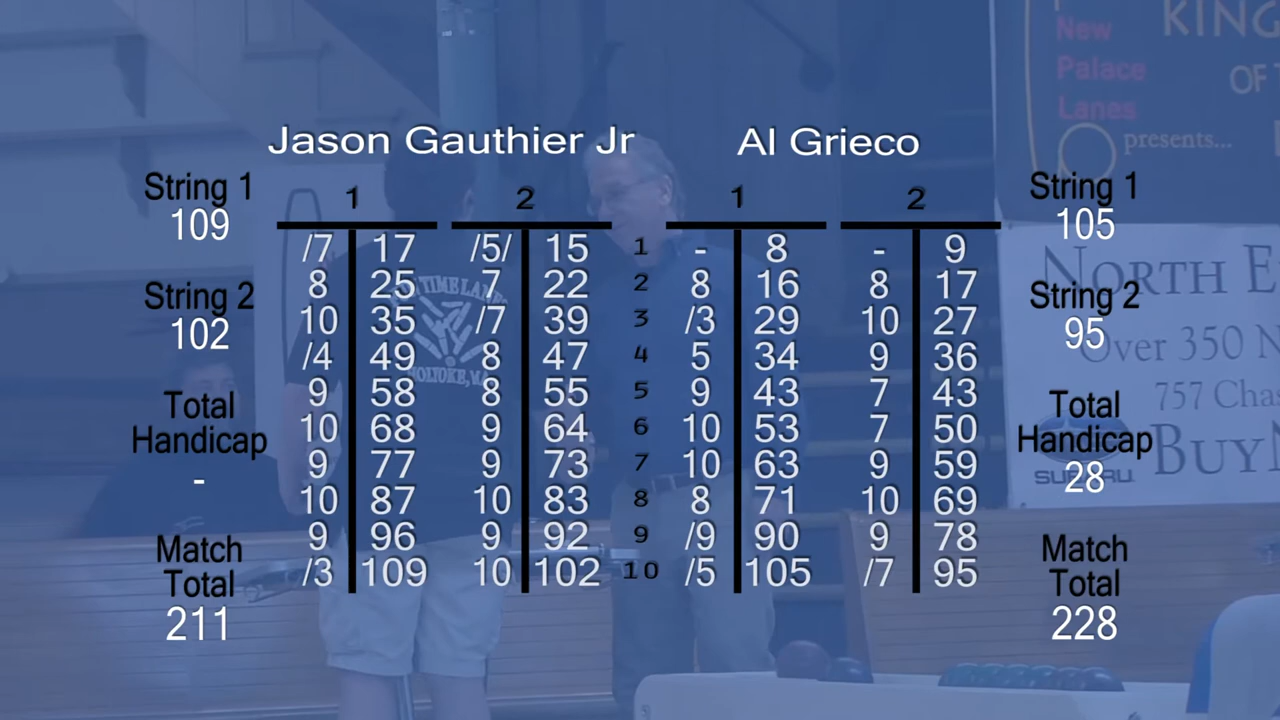 New
Palace
Lanes
KING
OF
presents...
Jason Gauthier Jr
Al Grieco
String 1
109
String 2
102
Total
Handicap
-
Match
Total
211
1 2 1 2
/7 17 /5/ 15 1 - 8 - 9
8 25 7 22 2 8 16 8 17
10 35 /7 39 3 /3 29 10 27
/4 49 8 47 4 5 34 9 36
9 58 8 55 5 9 43 7 43
10 68 9 64 6 10 53 7 50
9 77 9 73 7 10 63 9 59
10 87 10 83 8 8 71 10 69
9 96 9 92 9 /9 90 9 78
/3 109 10 102 10 /5 105 /7 95
String 1
105
String 2
95
Total
Handicap
28
Match
Total
228
TIME LANES
HOLYOKE, MA
NORTH E
Over 350 N
757 Chas
BUYN
SUBARU